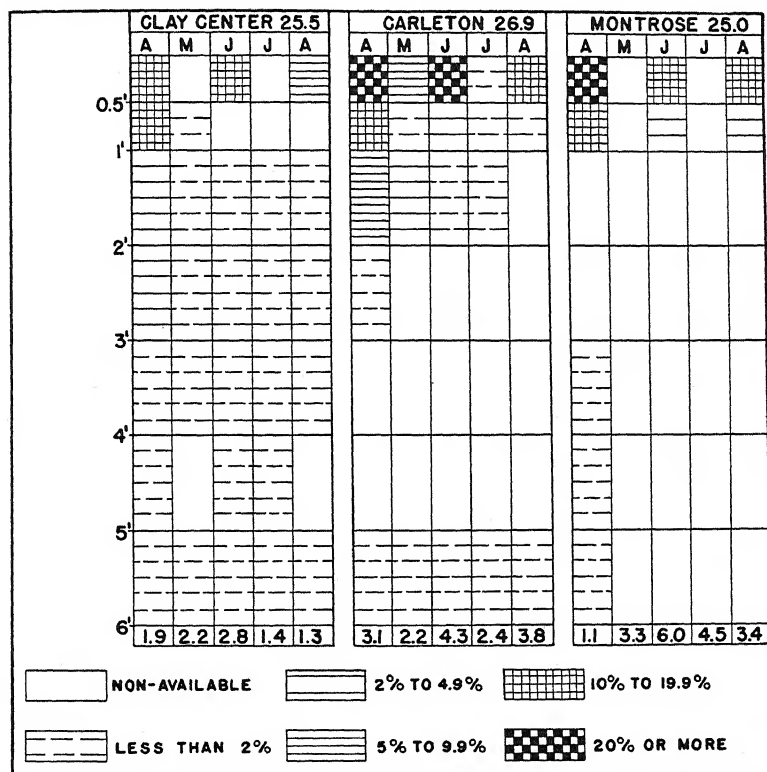 CLAY CENTER 25.5 CARLETON 26.9 MONTROSE 25.0
A M J J A A M J J A A M J J A
0.5'
1'
2'
3'
4'
5'
6'
1.9 2.2 2.8 1.4 1.3 3.1 2.2 4.3 2.4 3.8 1.1 3.3 6.0 4.5 3.4
NON-AVAILABLE 2% TO 4.9% 10% TO 19.9%
LESS THAN 2% 5% TO 9.9% 20% OR MORE